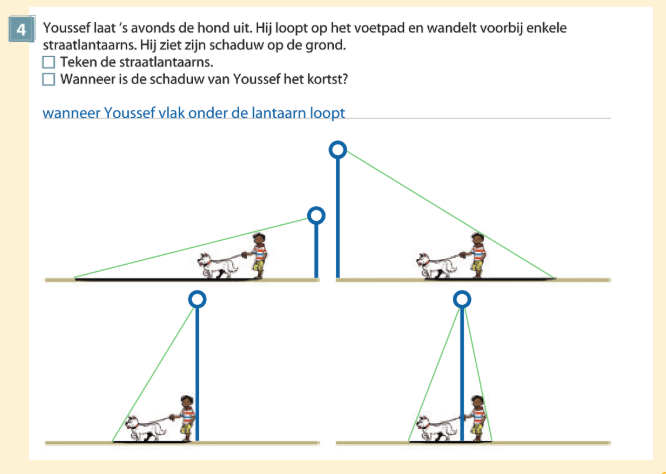 4
Youssef laat 's avonds de hond uit. Hij loopt op het voetpad en wandelt voorbij enkele
straatlantaarns. Hij ziet zijn schaduw op de grond.
Teken de straatlantaarns.
Wanneer is de schaduw van Youssef het kortst?
wanneer Youssef vlak onder de lantaarn loopt